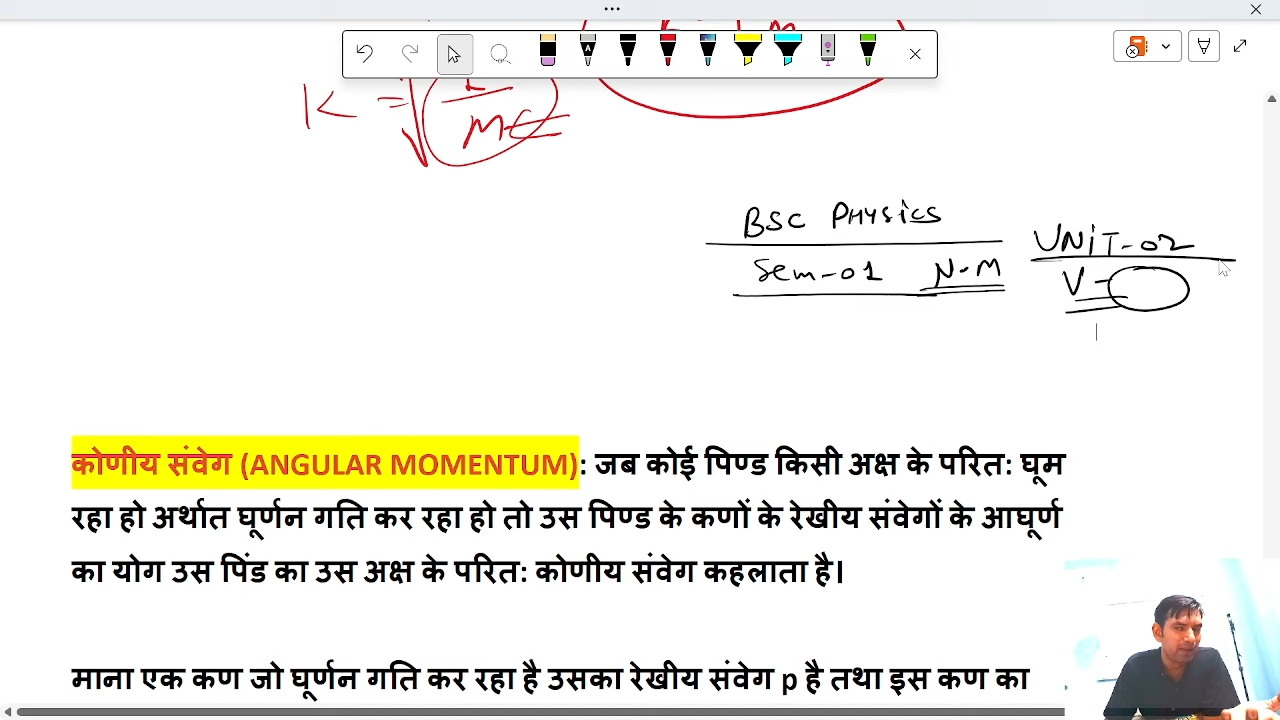 K = √
M
BSC PHYSICS
Sem-01 N-M
UNIT-02
V-
कोणीय संवेग (ANGULAR MOMENTUM): जब कोई पिण्ड किसी अक्ष के परित: घूम
रहा हो अर्थात घूर्णन गति कर रहा हो तो उस पिण्ड के कणों के रेखीय संवेगों के आघूर्ण
का योग उस पिंड का उस अक्ष के परित: कोणीय संवेग कहलाता है।
माना एक कण जो घूर्णन गति कर रहा है उसका रेखीय संवेग p है तथा इस कण का